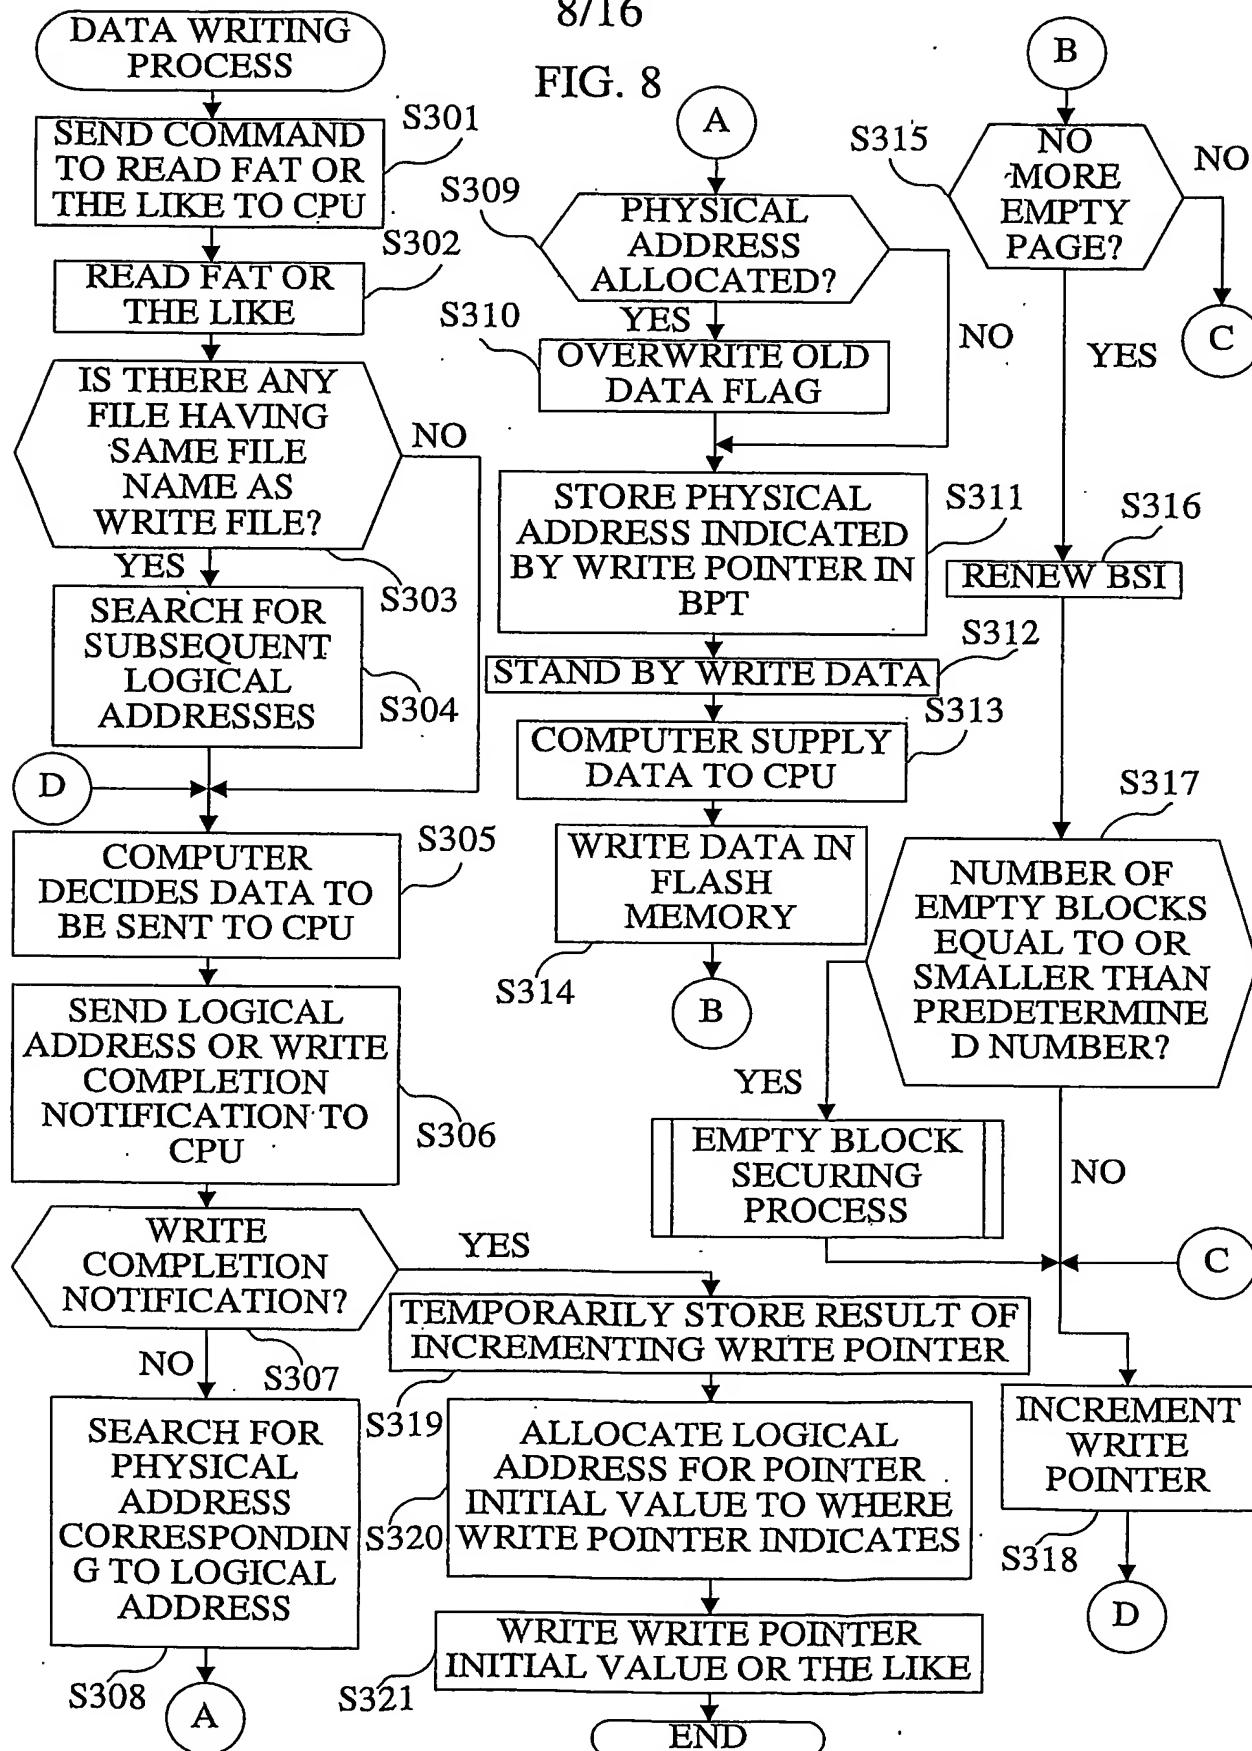 8/16
FIG. 8
DATA WRITING
PROCESS
S301
SEND COMMAND
TO READ FAT OR
THE LIKE TO CPU
S302
READ FAT OR
THE LIKE
IS THERE ANY
FILE HAVING
SAME FILE
NAME AS
WRITE FILE?
NO
YES
S303
SEARCH FOR
SUBSEQUENT
LOGICAL
ADDRESSES
S304
D
S305
COMPUTER
DECIDES DATA TO
BE SENT TO CPU
SEND LOGICAL
ADDRESS OR WRITE
COMPLETION
NOTIFICATION TO
CPU
S306
WRITE
COMPLETION
NOTIFICATION?
YES
NO
S307
SEARCH FOR
PHYSICAL
ADDRESS
CORRESPONDIN
G TO LOGICAL
ADDRESS
S308
A
A
S309
PHYSICAL
ADDRESS
ALLOCATED?
S310
YES
NO
OVERWRITE OLD
DATA FLAG
STORE PHYSICAL
ADDRESS INDICATED
BY WRITE POINTER IN
BPT
S311
S312
STAND BY WRITE DATA
S313
COMPUTER SUPPLY
DATA TO CPU
WRITE DATA IN
FLASH
MEMORY
S314
B
B
S315
NO
MORE
EMPTY
PAGE?
NO
C
YES
S316
RENEW BSI
S317
NUMBER OF
EMPTY BLOCKS
EQUAL TO OR
SMALLER THAN
PREDETERMINE
D NUMBER?
YES
EMPTY BLOCK
SECURING
PROCESS
NO
C
INCREMENT
WRITE
POINTER
S318
D
TEMPORARILY STORE RESULT OF
INCREMENTING WRITE POINTER
S319
ALLOCATE LOGICAL
ADDRESS FOR POINTER
INITIAL VALUE TO WHERE
WRITE POINTER INDICATES
S320
WRITE WRITE POINTER
INITIAL VALUE OR THE LIKE
S321
END